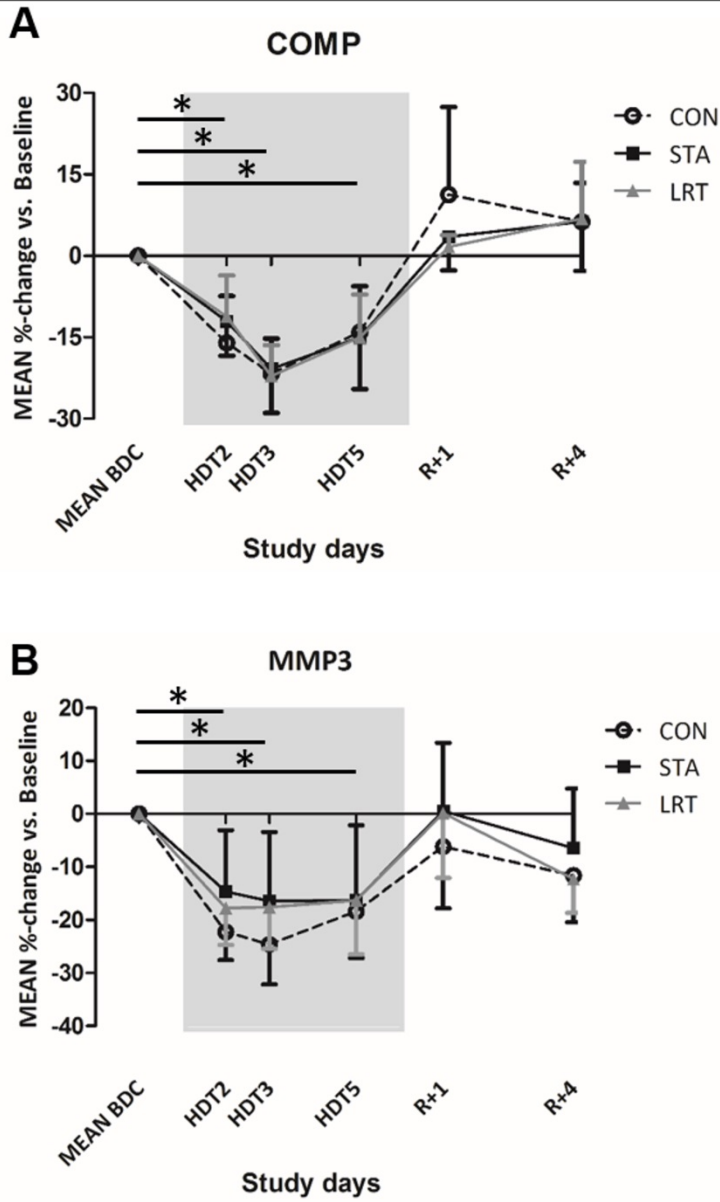 A
COMP
MEAN %-change vs. Baseline
30
15
0
-15
-30
*
*
*
CON
STA
LRT
MEAN BDC
HDT2
HDT3
HDT5
R+1
R+4
Study days
B
MMP3
MEAN %-change vs. Baseline
20
10
0
-10
-20
-30
-40
*
*
*
CON
STA
LRT
MEAN BDC
HDT2
HDT3
HDT5
R+1
R+4
Study days